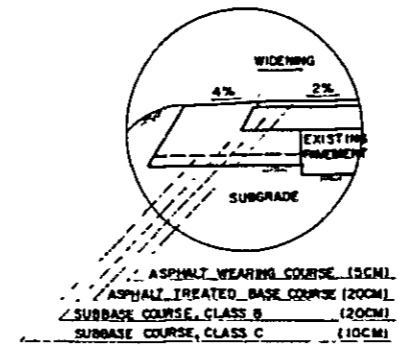 WIDENING
4% 2%
EXISTING
PAVEMENT
SUBGRADE
ASPHALT WEARING COURSE (5CM)
ASPHALT TREATED BASE COURSE (20CM)
SUBBASE COURSE, CLASS B (20CM)
SUBBASE COURSE, CLASS C (10CM)